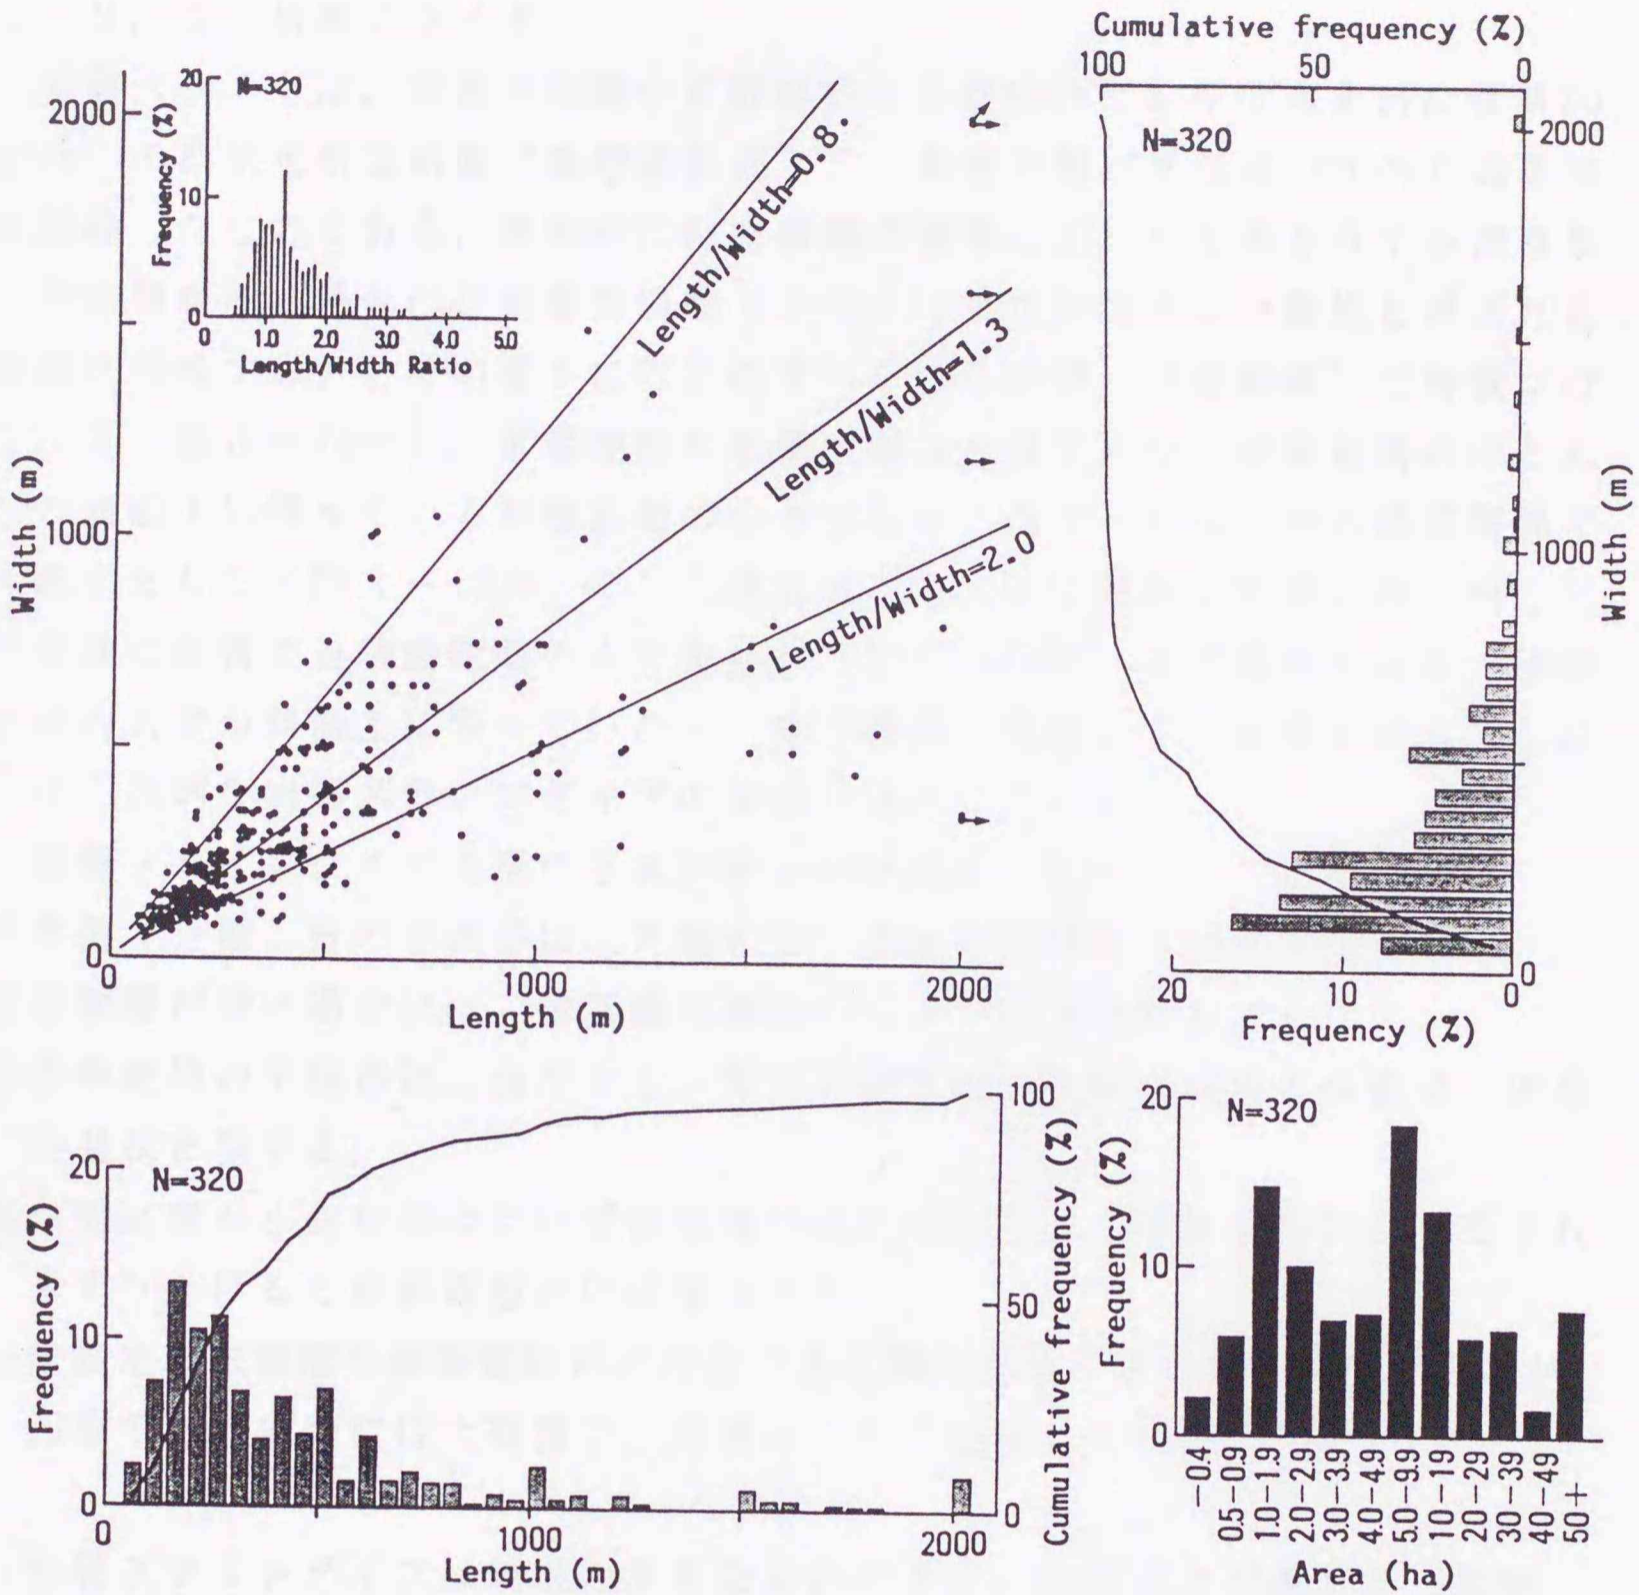 20
10
0
Frequency (%)
N=320
0 1.0 2.0 3.0 4.0 5.0
Length/Width Ratio
2000
1000
0
Width (m)
Length/Width=0.8
Length/Width=1.3
Length/Width=2.0
0 1000 2000
Length (m)
Cumulative frequency (%)
100 50 0
N=320
2000
1000
0
Width (m)
20 10 0
Frequency (%)
20
10
0
Frequency (%)
N=320
100
50
0
Cumulative frequency (%)
0 1000 2000
Length (m)
20
10
0
Frequency (%)
N=320
—0.4
0.5—0.9
1.0—1.9
2.0—2.9
3.0—3.9
4.0—4.9
5.0—9.9
10—19
20—29
30—39
40—49
50+
Area (ha)